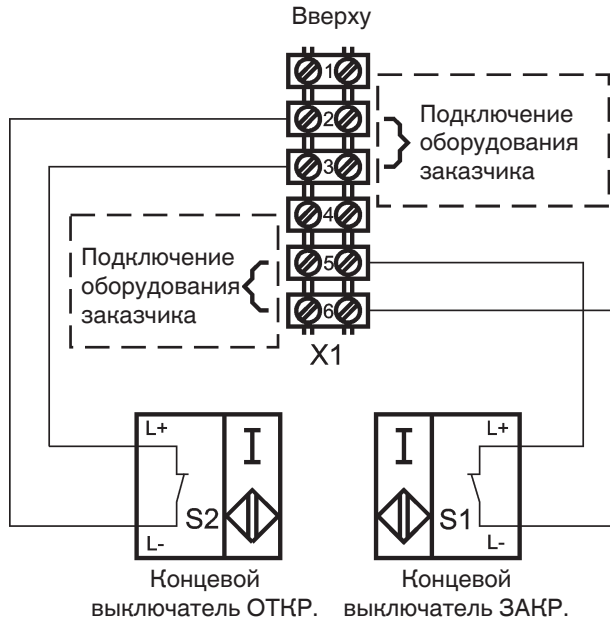 Вверху
1
2
3
4
5
6
Подключение
оборудования
заказчика
Подключение
оборудования
заказчика
X1
L+
I
S2
L-
I
L+
S1
L-
Концевой
выключатель ОТКР.
Концевой
выключатель ЗАКР.